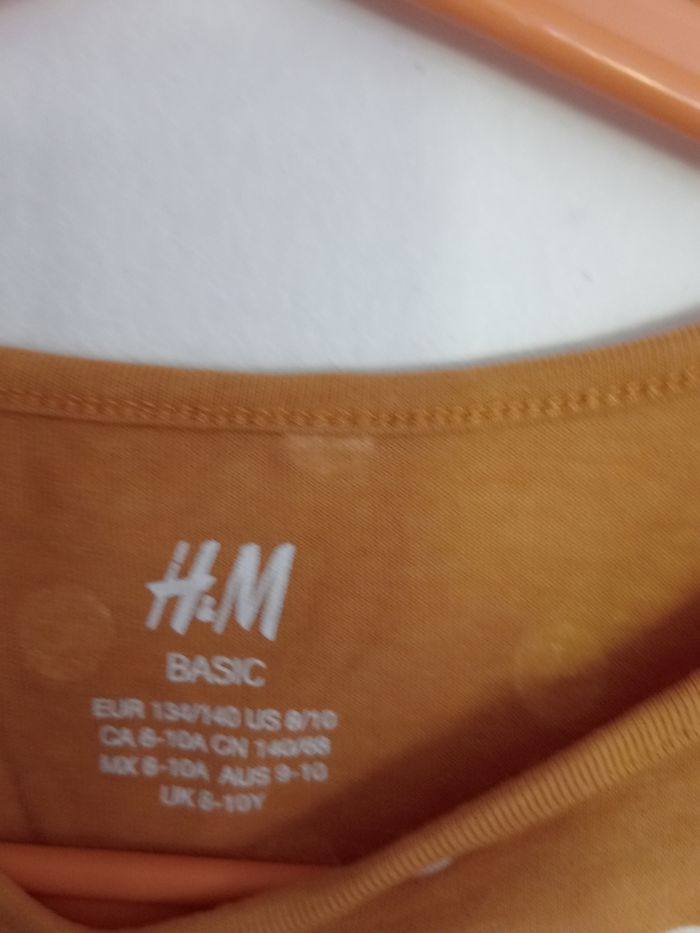 H&M
BASIC
EUR 134/140 US 8/10
CA 8-10A CN 140/68
MX 8-10A AUS 9-10
UK 8-10Y